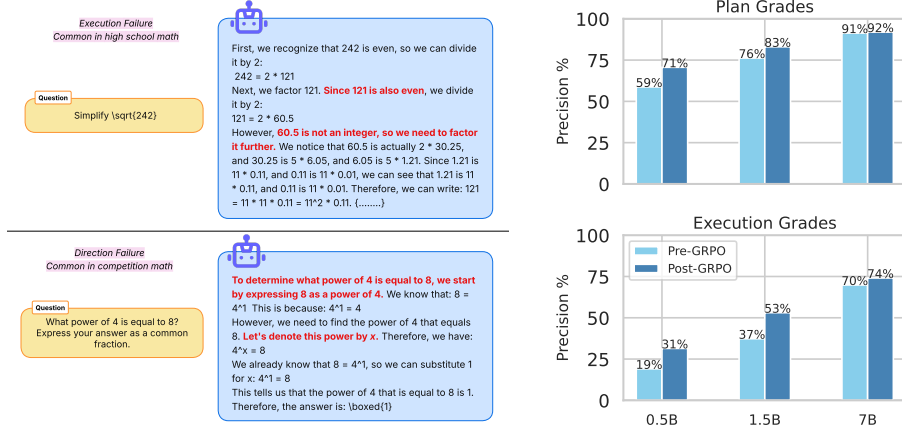 Execution Failure
Common in high school math
Question
Simplify \sqrt{242}
First, we recognize that 242 is even, so we can divide
it by 2:
242 = 2 * 121
Next, we factor 121. Since 121 is also even, we divide
it by 2:
121 = 2 * 60.5
However, 60.5 is not an integer, so we need to factor
it further. We notice that 60.5 is actually 2 * 30.25,
and 30.25 is 5 * 6.05, and 6.05 is 5 * 1.21. Since 1.21 is
11 * 0.11, and 0.11 is 11 * 0.01, we can see that 1.21 is 11
* 0.11, and 0.11 is 11 * 0.01. Therefore, we can write: 121
= 11 * 11 * 0.11 = 11^2 * 0.11. {........}
Direction Failure
Common in competition math
Question
What power of 4 is equal to 8?
Express your answer as a common
fraction.
To determine what power of 4 is equal to 8, we start
by expressing 8 as a power of 4. We know that: 8 =
4^1 This is because: 4^1 = 4
However, we need to find the power of 4 that equals
8. Let's denote this power by x. Therefore, we have:
4^x = 8
We already know that 8 = 4^1, so we can substitute 1
for x: 4^1 = 8
This tells us that the power of 4 that is equal to 8 is 1.
Therefore, the answer is: \boxed{1}
Plan Grades
Precision %
100
75
50
25
0
59%
71%
76%
83%
91%
92%
Execution Grades
Precision %
100
75
50
25
0
Pre-GRPO
Post-GRPO
19%
31%
37%
53%
70%
74%
0.5B
1.5B
7B